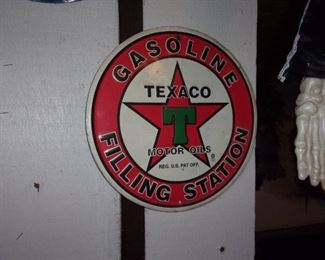 GASOLINE
TEXACO
T
MOTOR OILS
REG. U.S. PAT OFF.
FILLING STATION